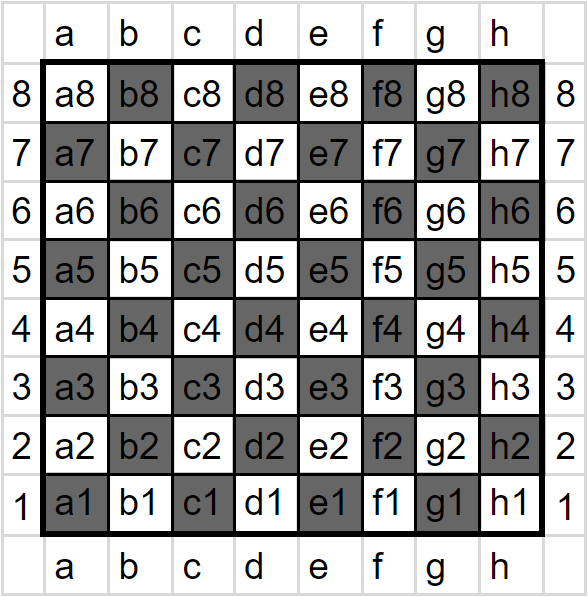 a b c d e f g h
8 a8 b8 c8 d8 e8 f8 g8 h8 8
7 a7 b7 c7 d7 e7 f7 g7 h7 7
6 a6 b6 c6 d6 e6 f6 g6 h6 6
5 a5 b5 c5 d5 e5 f5 g5 h5 5
4 a4 b4 c4 d4 e4 f4 g4 h4 4
3 a3 b3 c3 d3 e3 f3 g3 h3 3
2 a2 b2 c2 d2 e2 f2 g2 h2 2
1 a1 b1 c1 d1 e1 f1 g1 h1 1
a b c d e f g h